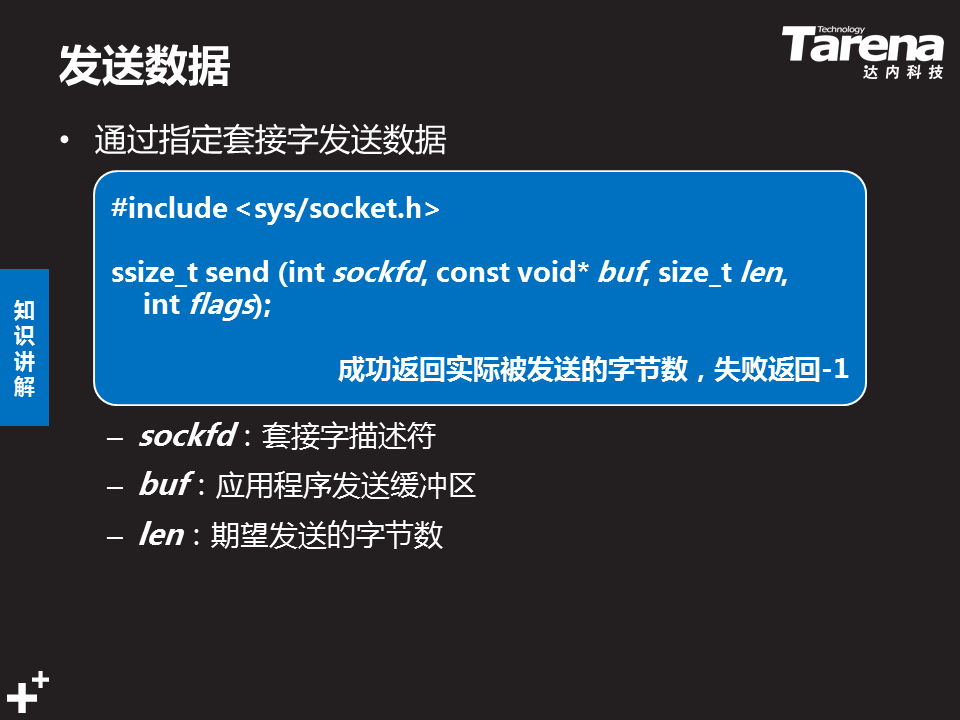 发送数据
Technology
Tarena
达内科技
• 通过指定套接字发送数据
#include <sys/socket.h>
ssize_t send (int sockfd, const void* buf, size_t len,
int flags);
成功返回实际被发送的字节数，失败返回-1
知识讲解
– sockfd：套接字描述符
– buf：应用程序发送缓冲区
– len：期望发送的字节数